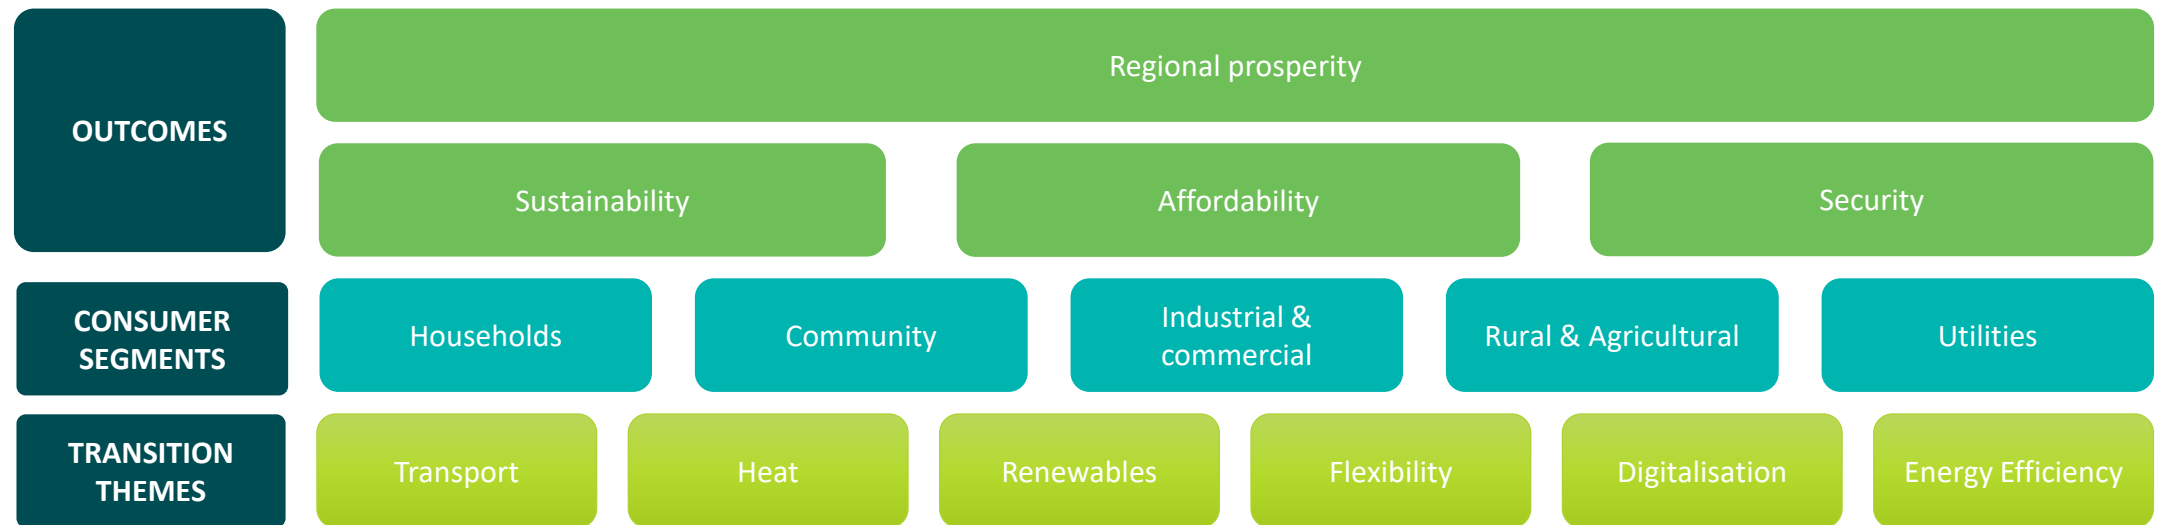 OUTCOMES
Regional prosperity
Sustainability
Affordability
Security
CONSUMER
SEGMENTS
Households
Community
Industrial &
commercial
Rural & Agricultural
Utilities
TRANSITION
THEMES
Transport
Heat
Renewables
Flexibility
Digitalisation
Energy Efficiency